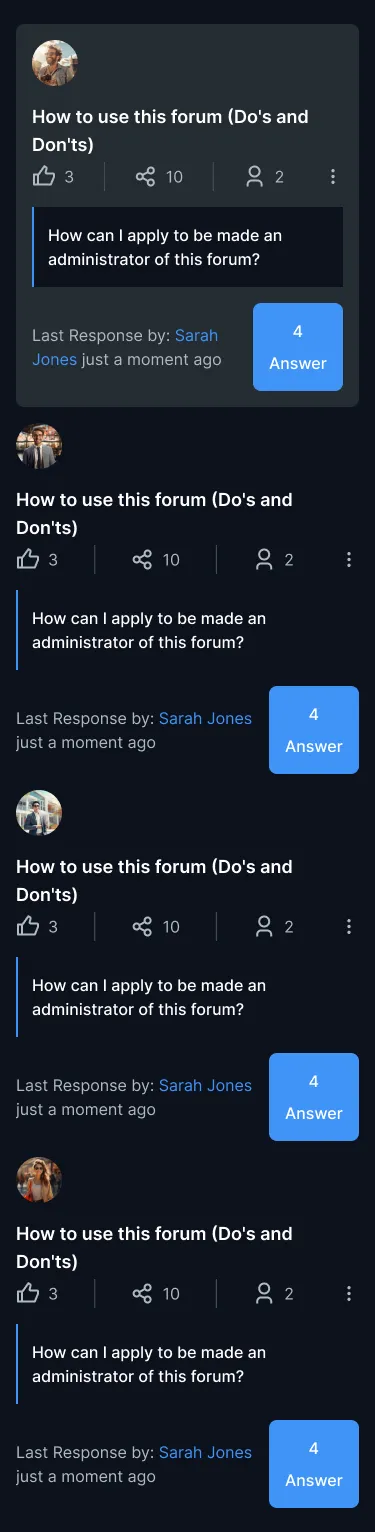 How to use this forum (Do's and
Don'ts)
3 10 2
How can I apply to be made an
administrator of this forum?
Last Response by: Sarah
Jones just a moment ago
4
Answer
How to use this forum (Do's and
Don'ts)
3 10 2
How can I apply to be made an
administrator of this forum?
Last Response by: Sarah Jones
just a moment ago
4
Answer
How to use this forum (Do's and
Don'ts)
3 10 2
How can I apply to be made an
administrator of this forum?
Last Response by: Sarah Jones
just a moment ago
4
Answer
How to use this forum (Do's and
Don'ts)
3 10 2
How can I apply to be made an
administrator of this forum?
Last Response by: Sarah Jones
just a moment ago
4
Answer